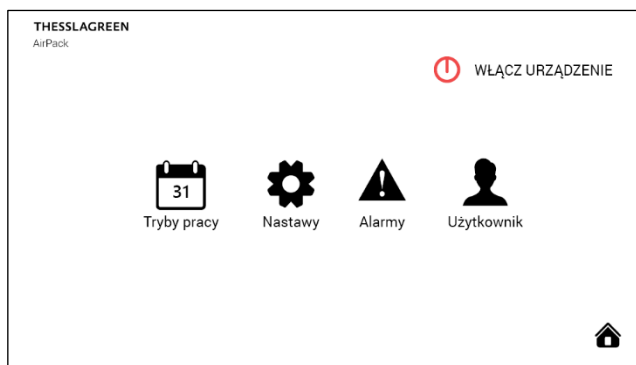 THESSLAGREEN
AirPack
WŁĄCZ URZĄDZENIE
31
Tryby pracy
Nastawy
Alarmy
Użytkownik